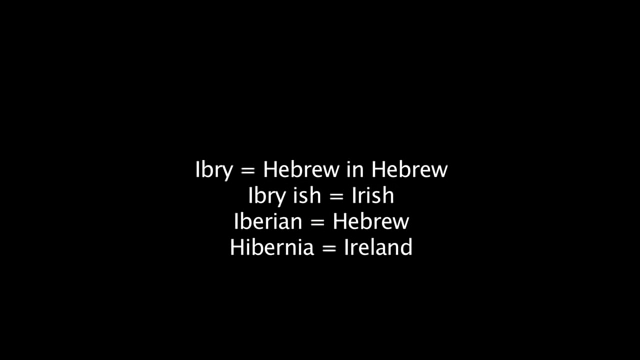 Ibry = Hebrew in Hebrew
Ibry ish = Irish
Iberian = Hebrew
Hibernia = Ireland